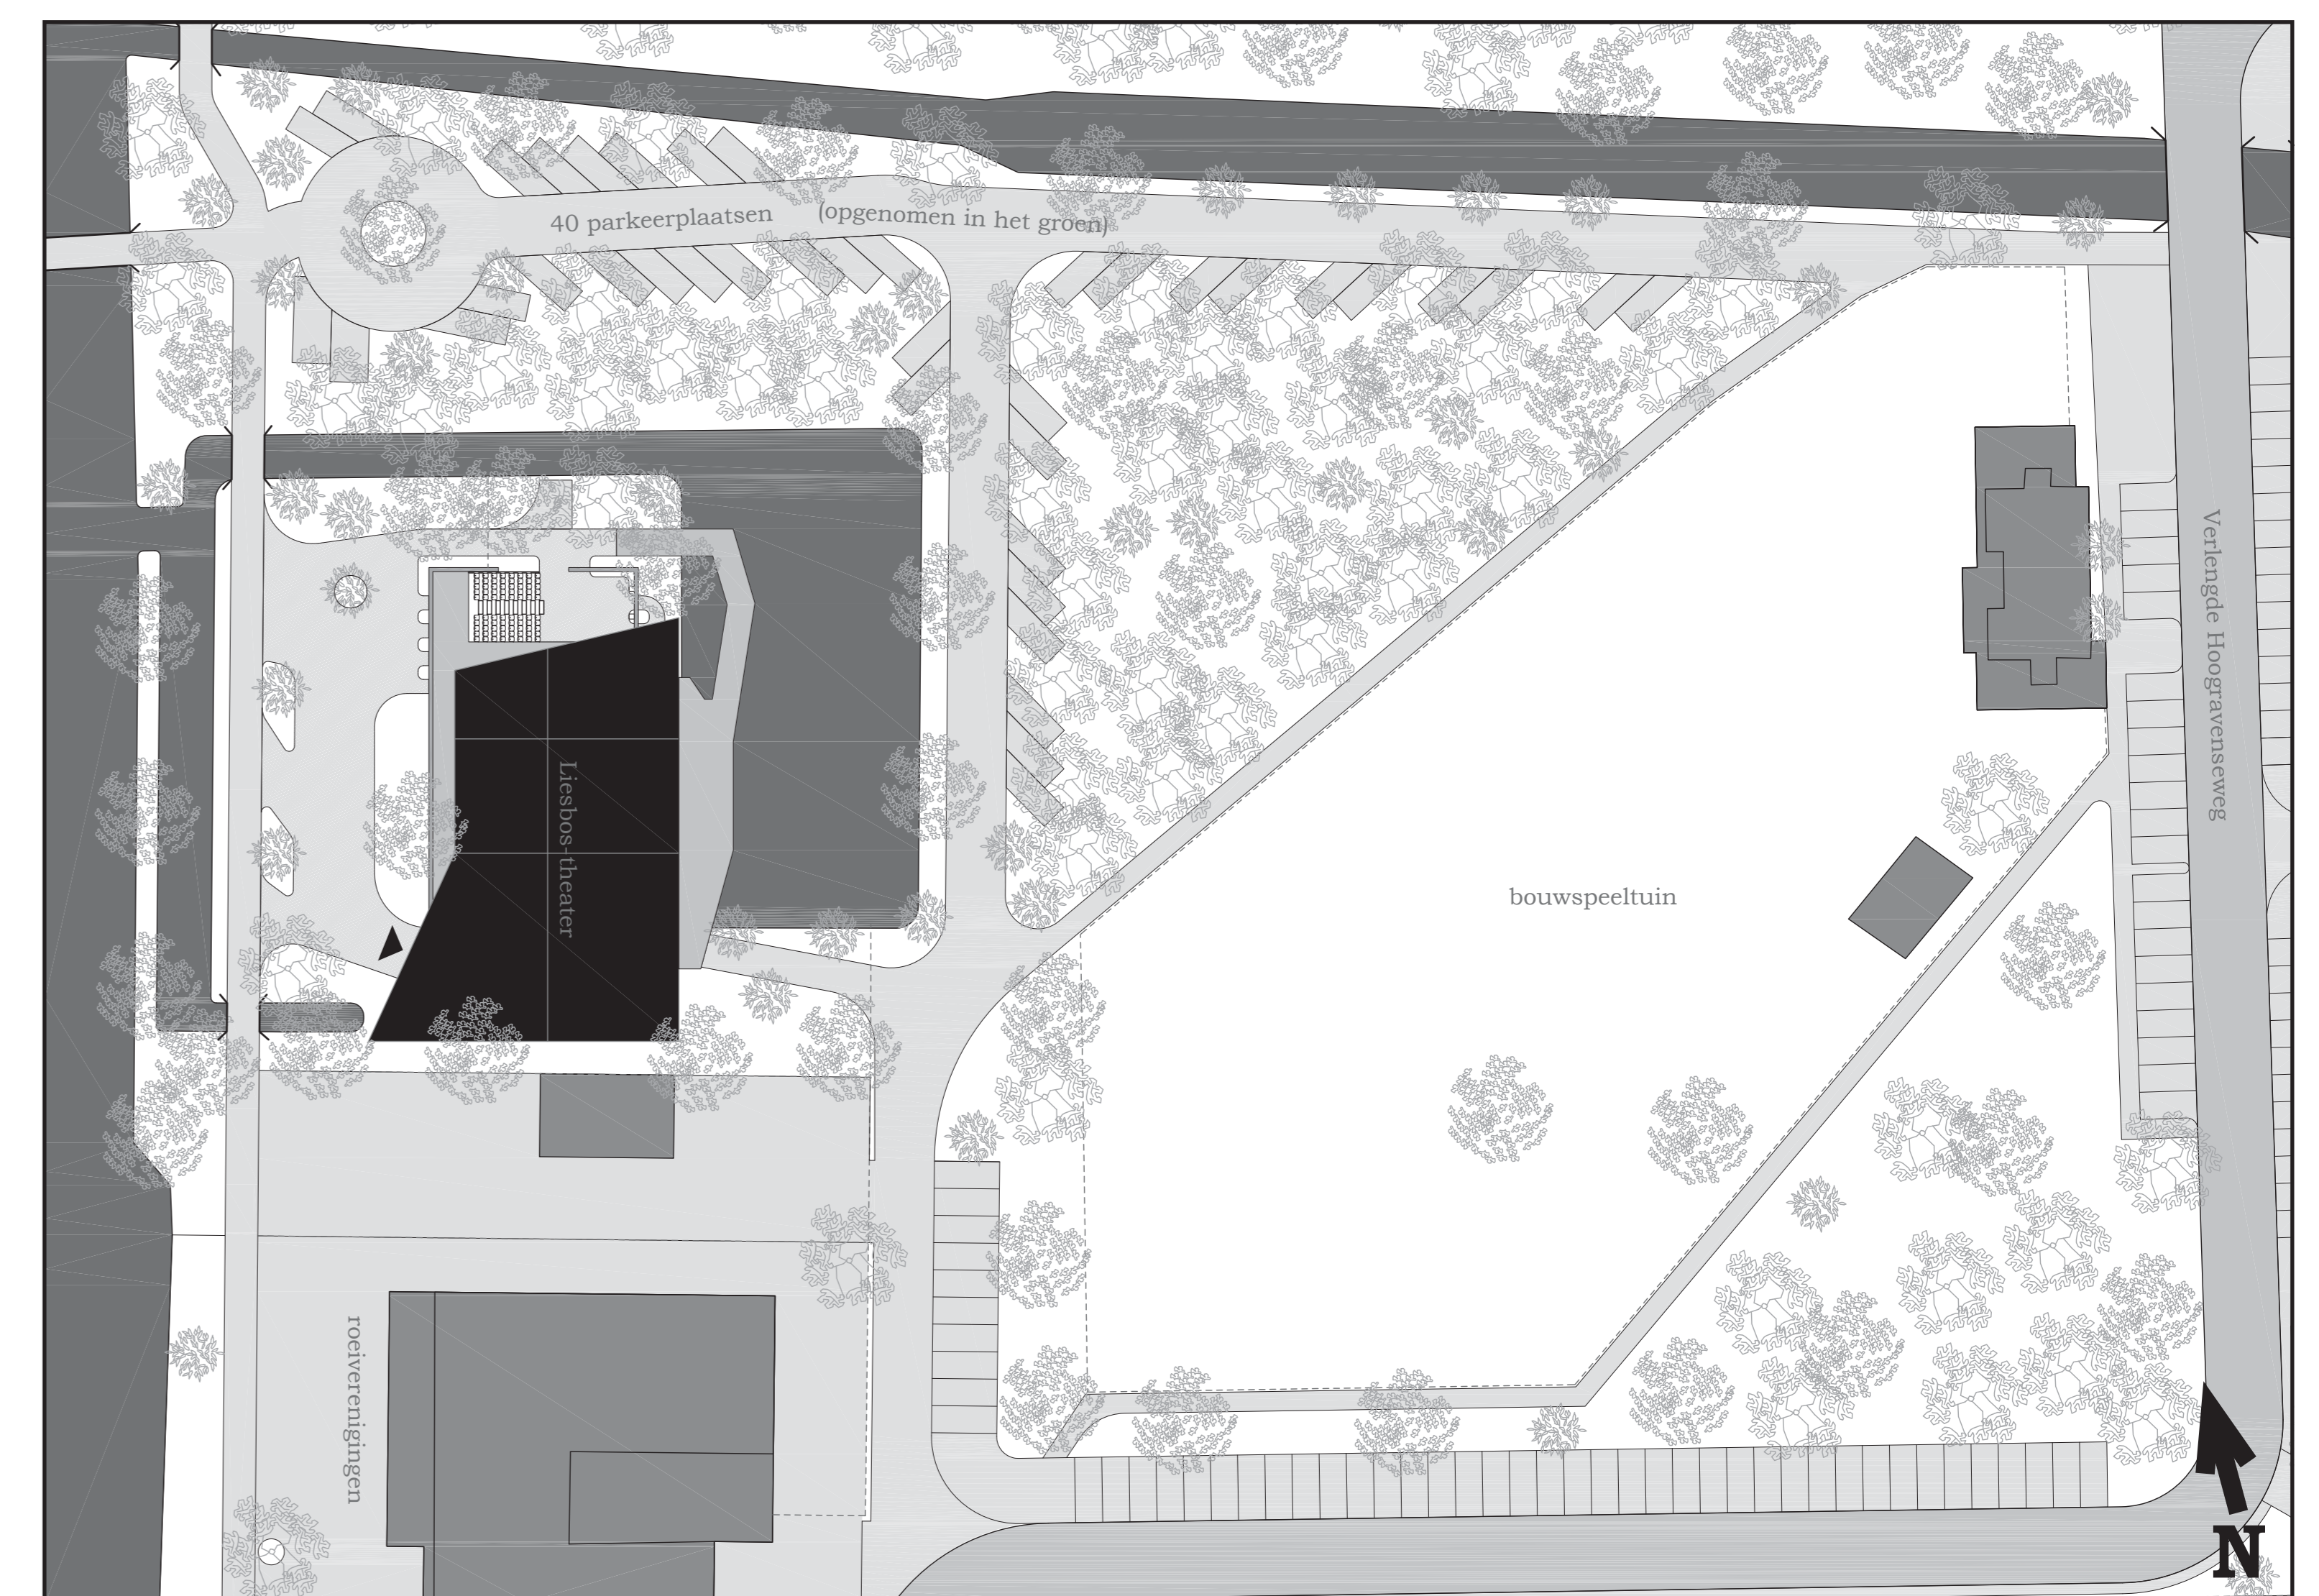 40 parkeerplaatsen (opgenomen in het groen)
Verlengde Hoogravenseweg
Liesbos-theater
bouwspeeltuin
roeiverenigingen
N